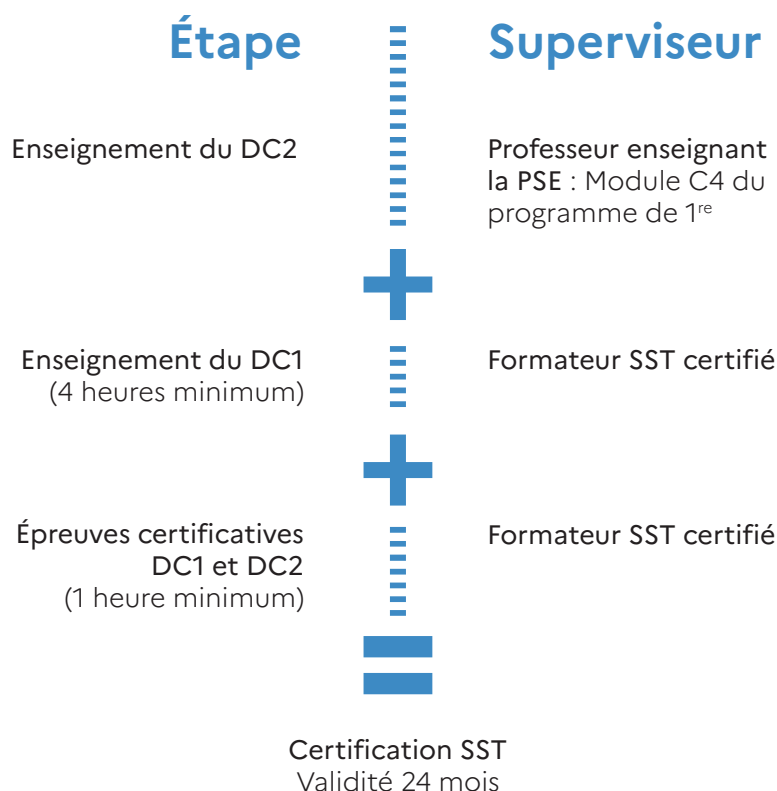 Étape
Superviseur
Enseignement du DC2
Professeur enseignant
la PSE : Module C4 du
programme de 1re
Enseignement du DC1
(4 heures minimum)
Formateur SST certifié
Épreuves certificatives
DC1 et DC2
(1 heure minimum)
Formateur SST certifié
Certification SST
Validité 24 mois